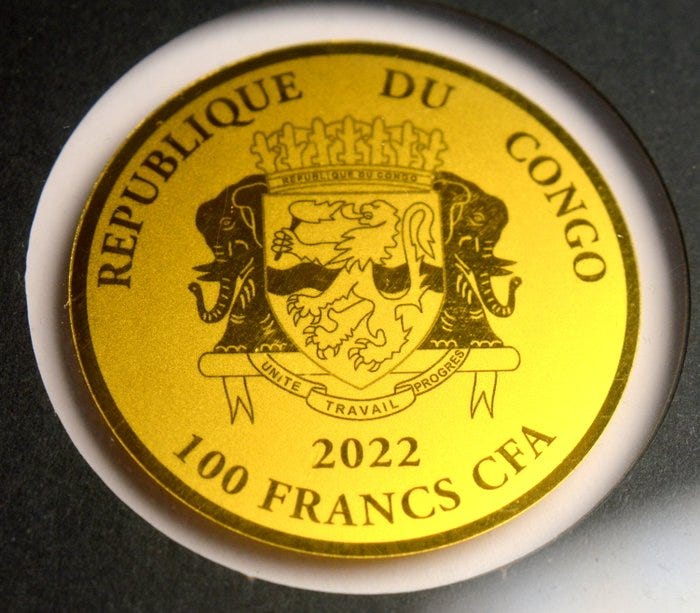 REPUBLIQUE DU CONGO
REPUBLIQUE DU CONGO
UNITE TRAVAIL PROGRES
2022
100 FRANCS CFA